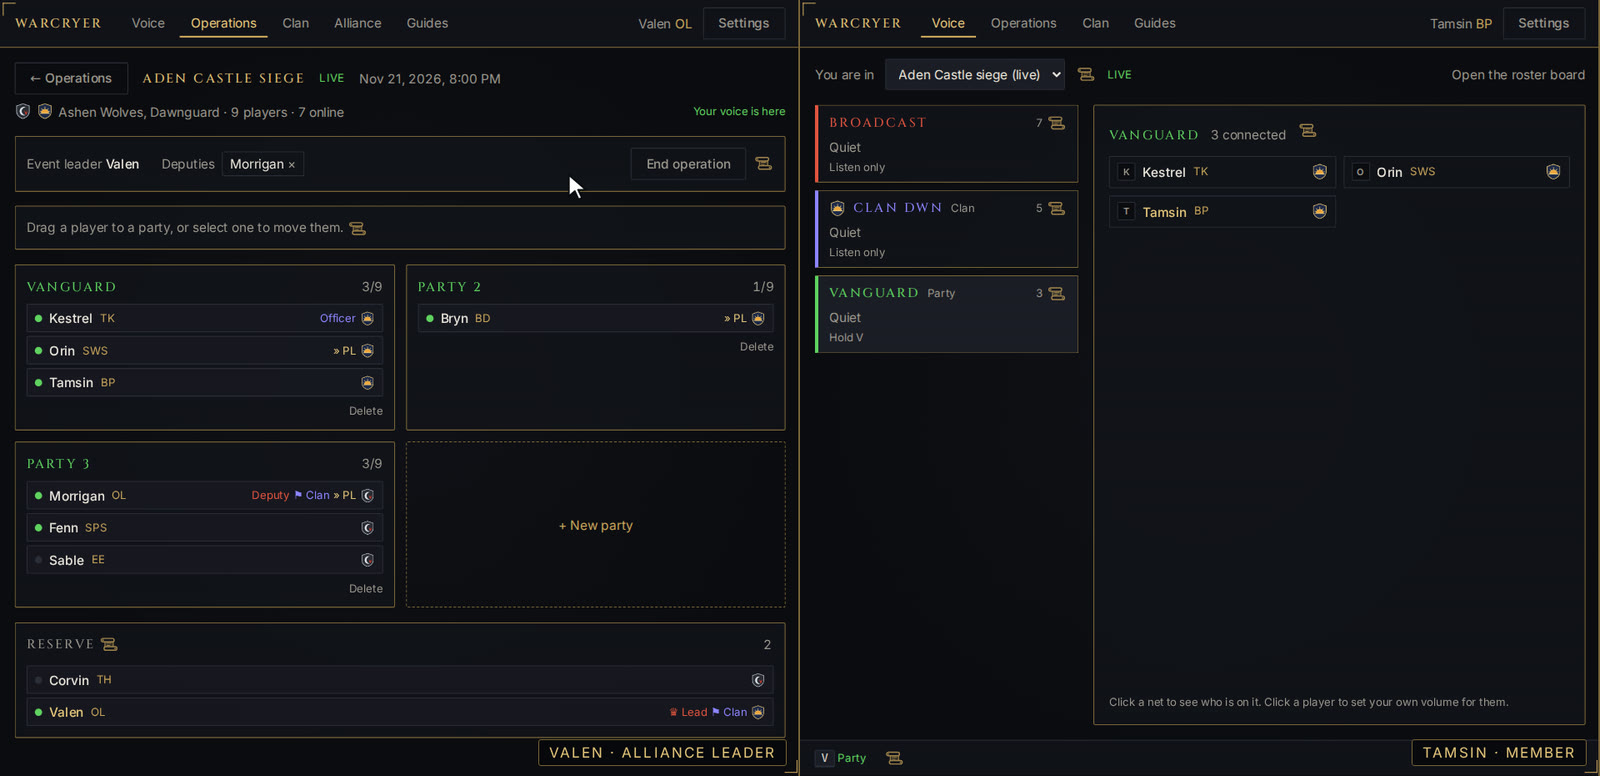 WARCRYER Voice Operations Clan Alliance Guides Valen OL Settings
← Operations ADEN CASTLE SIEGE LIVE Nov 21, 2026, 8:00 PM
Ashen Wolves, Dawnguard · 9 players · 7 online Your voice is here
Event leader Valen Deputies Morrigan × End operation
Drag a player to a party, or select one to move them.
VANGUARD 3/9
Kestrel TK Officer
Orin SWS » PL
Tamsin BP
Delete
PARTY 2 1/9
Bryn BD » PL
Delete
PARTY 3 3/9
Morrigan OL Deputy ⚑ Clan » PL
Fenn SPS
Sable EE
Delete
+ New party
RESERVE 2
Corvin TH
Valen OL ♛ Lead ⚑ Clan
VALEN · ALLIANCE LEADER
WARCRYER Voice Operations Clan Guides Tamsin BP Settings
You are in Aden Castle siege (live) LIVE Open the roster board
BROADCAST 7
Quiet
Listen only
CLAN DWN Clan 5
Quiet
Listen only
VANGUARD Party 3
Quiet
Hold V
VANGUARD 3 connected
K Kestrel TK
O Orin SWS
T Tamsin BP
Click a net to see who is on it. Click a player to set your own volume for them.
V Party
TAMSIN · MEMBER